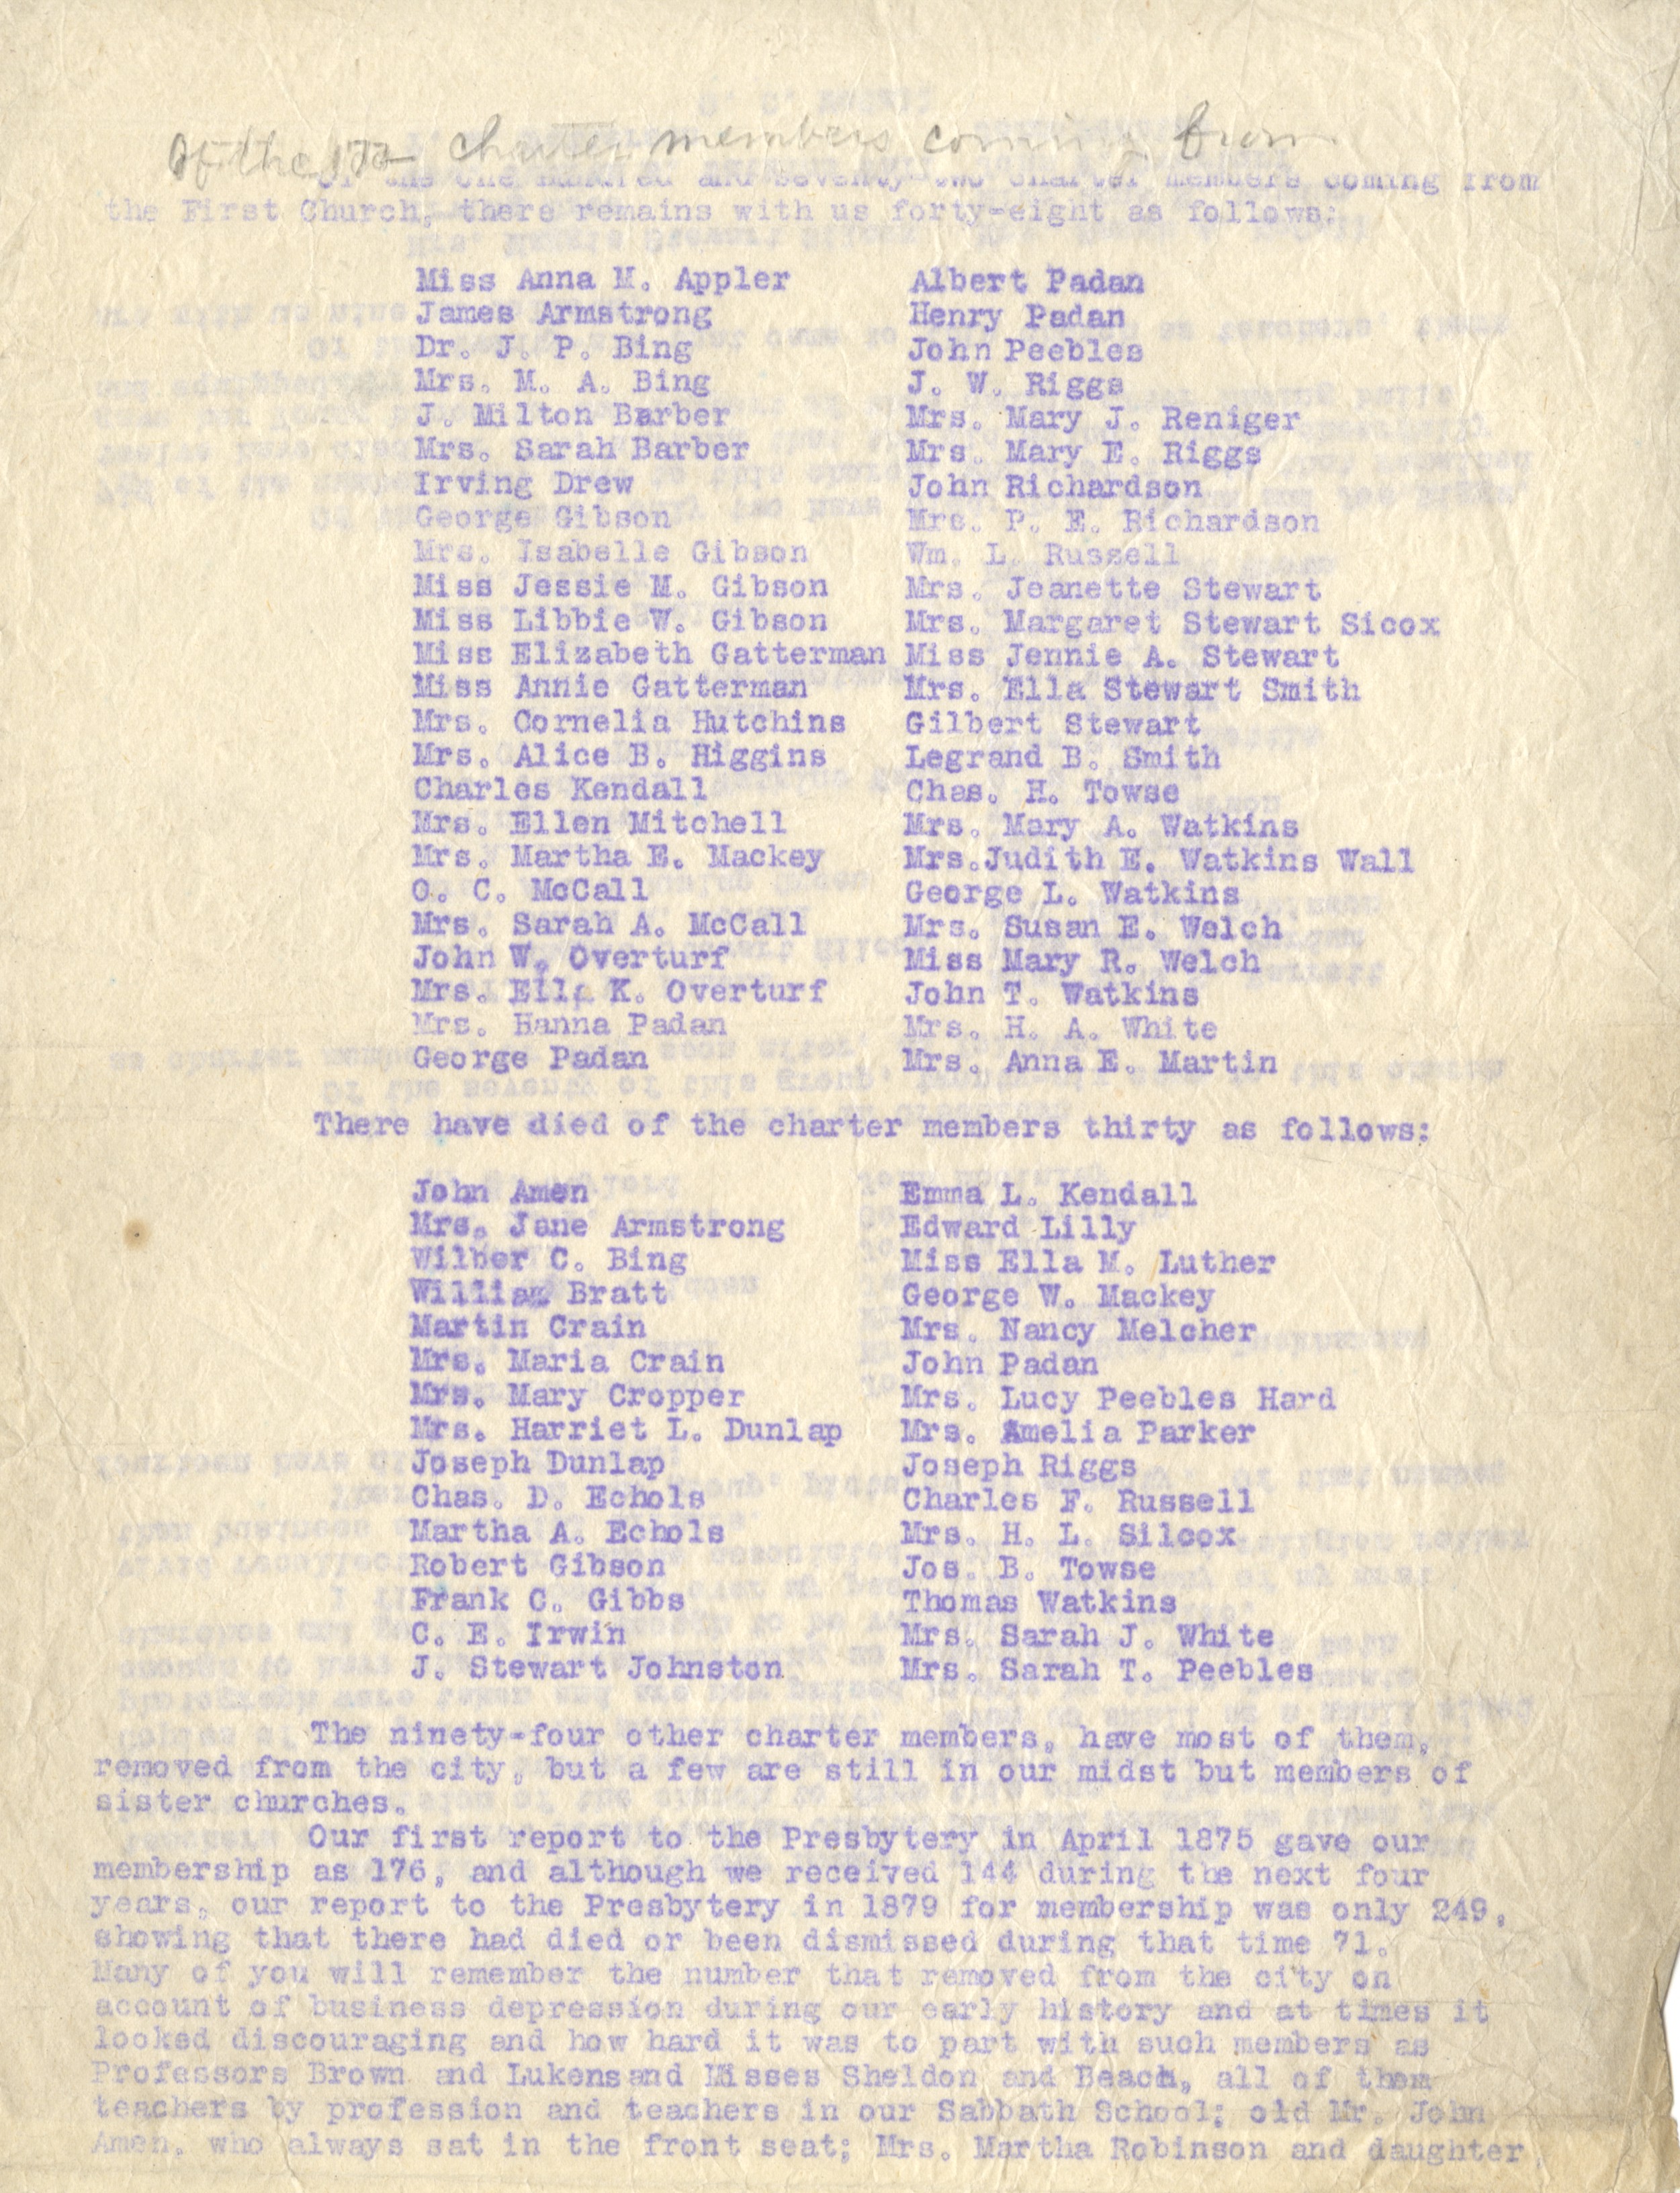 Of the 172 charter members coming from
Of the one hundred and seventy-two charter members coming from
the First Church, there remains with us forty-eight as follows:
Miss Anna M. Appler Albert Padan
James Armstrong Henry Padan
Dr. J. P. Bing John Peebles
Mrs. M. A. Bing J. W. Riggs
J. Milton Barber Mrs. Mary J. Reniger
Mrs. Sarah Barber Mrs. Mary E. Riggs
Irving Drew John Richardson
George Gibson Mrs. P. E. Richardson
Mrs. Isabelle Gibson Wm. L. Russell
Miss Jessie M. Gibson Mrs. Jeanette Stewart
Miss Libbie W. Gibson Mrs. Margaret Stewart Sicox
Miss Elizabeth Gatterman Miss Jennie A. Stewart
Miss Annie Gatterman Mrs. Ella Stewart Smith
Mrs. Cornelia Hutchins Gilbert Stewart
Mrs. Alice B. Higgins Legrand B. Smith
Charles Kendall Chas. H. Towse
Mrs. Ellen Mitchell Mrs. Mary A. Watkins
Mrs. Martha E. Mackey Mrs.Judith E. Watkins Wall
O. C. McCall George L. Watkins
Mrs. Sarah A. McCall Mrs. Susan E. Welch
John W. Overturf Miss Mary R. Welch
Mrs. Ella K. Overturf John T. Watkins
Mrs. Hanna Padan Mrs. H. A. White
George Padan Mrs. Anna E. Martin
There have died of the charter members thirty as follows:
John Amen Emma L. Kendall
Mrs. Jane Armstrong Edward Lilly
Wilber C. Bing Miss Ella M. Luther
William Bratt George W. Mackey
Martin Crain Mrs. Nancy Melcher
Mrs. Maria Crain John Padan
Mrs. Mary Cropper Mrs. Lucy Peebles Hard
Mrs. Harriet L. Dunlap Mrs. Amelia Parker
Joseph Dunlap Joseph Riggs
Chas. D. Echols Charles F. Russell
Martha A. Echols Mrs. H. L. Silcox
Robert Gibson Jos. B. Towse
Frank C. Gibbs Thomas Watkins
C. E. Irwin Mrs. Sarah J. White
J. Stewart Johnston Mrs. Sarah T. Peebles
The ninety-four other charter members, have most of them,
removed from the city, but a few are still in our midst but members of
sister churches.
Our first report to the Presbytery in April 1875 gave our
membership as 176, and although we received 144 during the next four
years, our report to the Presbytery in 1879 for membership was only 249,
showing that there had died or been dismissed during that time 71.
Many of you will remember the number that removed from the city on
account of business depression during our early history and at times it
looked discouraging and how hard it was to part with such members as
Professors Brown and Lukensand Misses Sheldon and Beach, all of them
teachers by profession and teachers in our Sabbath School; old Mr. John
Amen, who always sat in the front seat; Mrs. Martha Robinson and daughter,